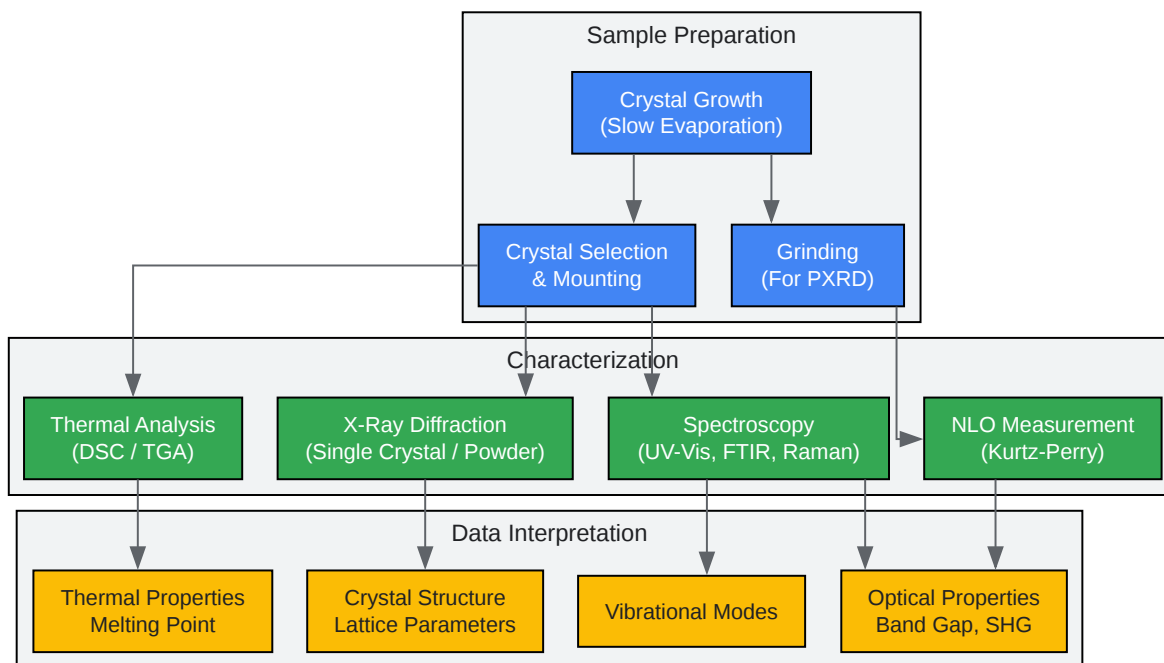 Sample Preparation
Crystal Growth
(Slow Evaporation)
Crystal Selection
& Mounting
Grinding
(For PXRD)
Characterization
Thermal Analysis
(DSC / TGA)
X-Ray Diffraction
(Single Crystal / Powder)
Spectroscopy
(UV-Vis, FTIR, Raman)
NLO Measurement
(Kurtz-Perry)
Data Interpretation
Thermal Properties
Melting Point
Crystal Structure
Lattice Parameters
Vibrational Modes
Optical Properties
Band Gap, SHG